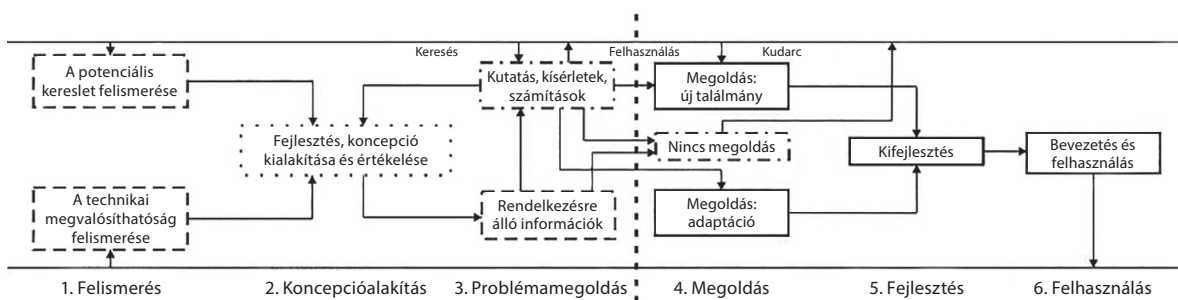 Keresés
Felhasználás
Kudarc
A potenciális
kereslet felismerése
Kutatás, kísérletek,
számítások
Megoldás:
új találmány
Fejlesztés, koncepció
kialakítása és értékelése
Nincs megoldás
Kifejlesztés
Bevezetés és
felhasználás
A technikai
megvalósíthatóság
felismerése
Rendelkezésre
álló információk
Megoldás:
adaptáció
1. Felismerés
2. Koncepcióalakítás
3. Problémamegoldás
4. Megoldás
5. Fejlesztés
6. Felhasználás